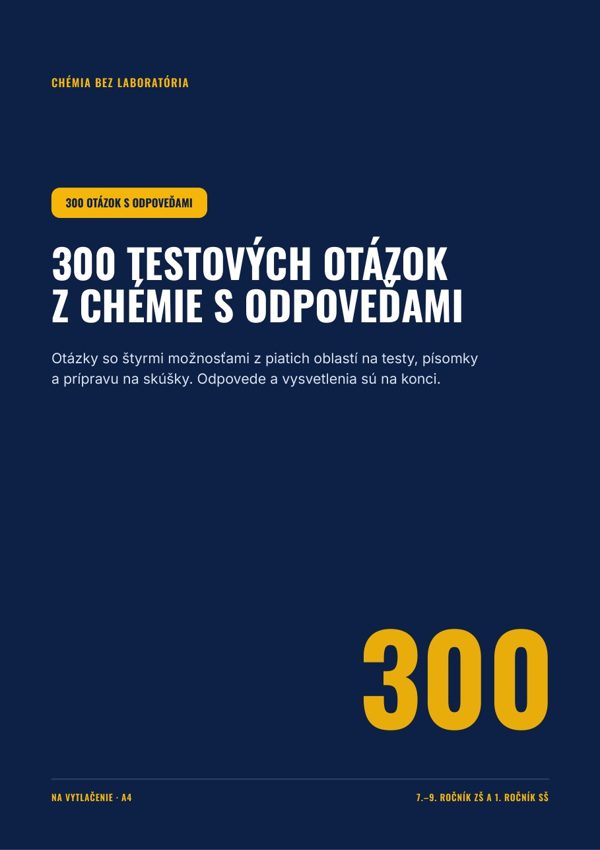 CHÉMIA BEZ LABORATÓRIA
300 OTÁZOK S ODPOVEĎAMI
300 TESTOVÝCH OTÁZOK
Z CHÉMIE S ODPOVEĎAMI
Otázky so štyrmi možnosťami z piatich oblastí na testy, písomky
a prípravu na skúšky. Odpovede a vysvetlenia sú na konci.
300
NA VYTLAČENIE · A4
7.–9. ROČNÍK ZŠ A 1. ROČNÍK SŠ